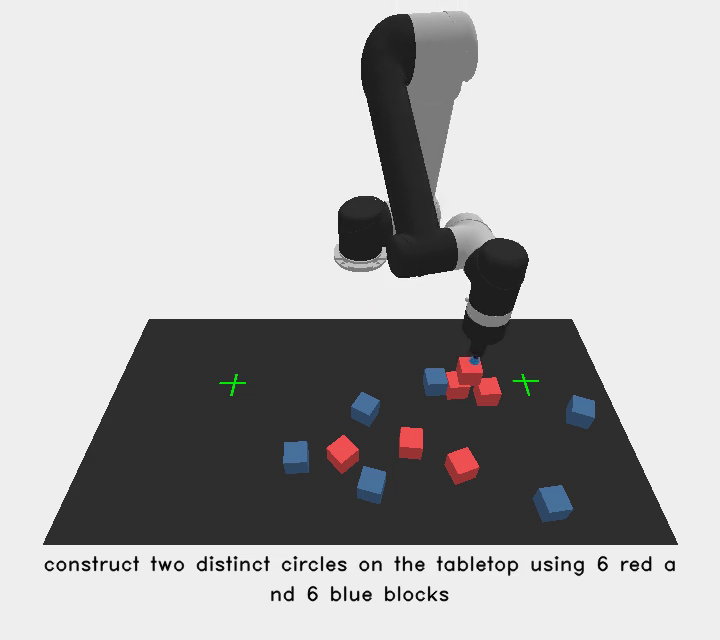 construct two distinct circles on the tabletop using 6 red a
nd 6 blue blocks